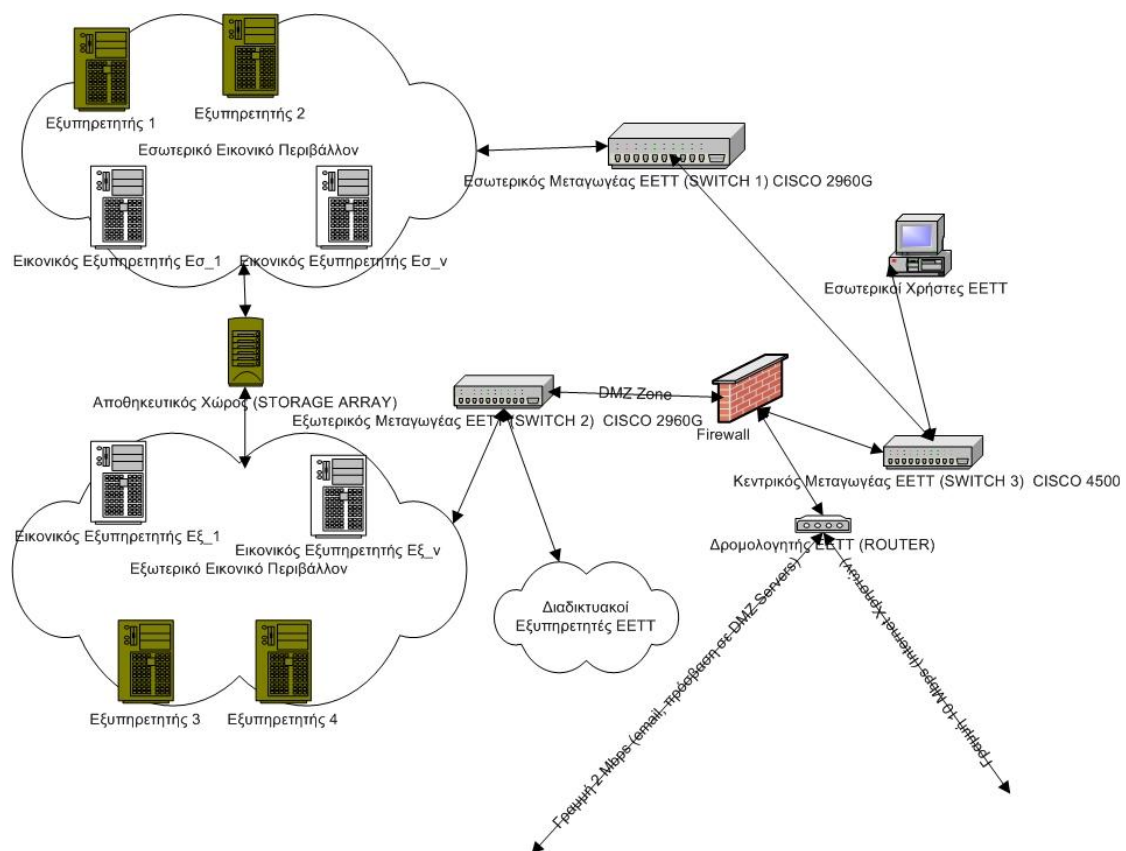 Εξυπηρετητής 1
Εξυπηρετητής 2
Εσωτερικό Εικονικό Περιβάλλον
Εσωτερικός Μεταγωγέας ΕΕΤΤ (SWITCH 1) CISCO 2960G
Εικονικός Εξυπηρετητής Εσ_1
Εικονικός Εξυπηρετητής Εσ_ν
Εσωτερικοί Χρήστες ΕΕΤΤ
Αποθηκευτικός Χώρος (STORAGE ARRAY)
DMZ Zone
Εξωτερικός Μεταγωγέας ΕΕΤΤ (SWITCH 2) CISCO 2960G
Firewall
Κεντρικός Μεταγωγέας ΕΕΤΤ (SWITCH 3) CISCO 4500
Εικονικός Εξυπηρετητής Εξ_1
Εικονικός Εξυπηρετητής Εξ_ν
Εξωτερικό Εικονικό Περιβάλλον
Δρομολογητής ΕΕΤΤ (ROUTER)
Διαδικτυακοί
Εξυπηρετητές ΕΕΤΤ
Εξυπηρετητής 3
Εξυπηρετητής 4
Γραμμή 2 Mbps (email, πρόσβαση σε DMZ Servers)
Γραμμή 10 Mbps (Internet Χρηστών)